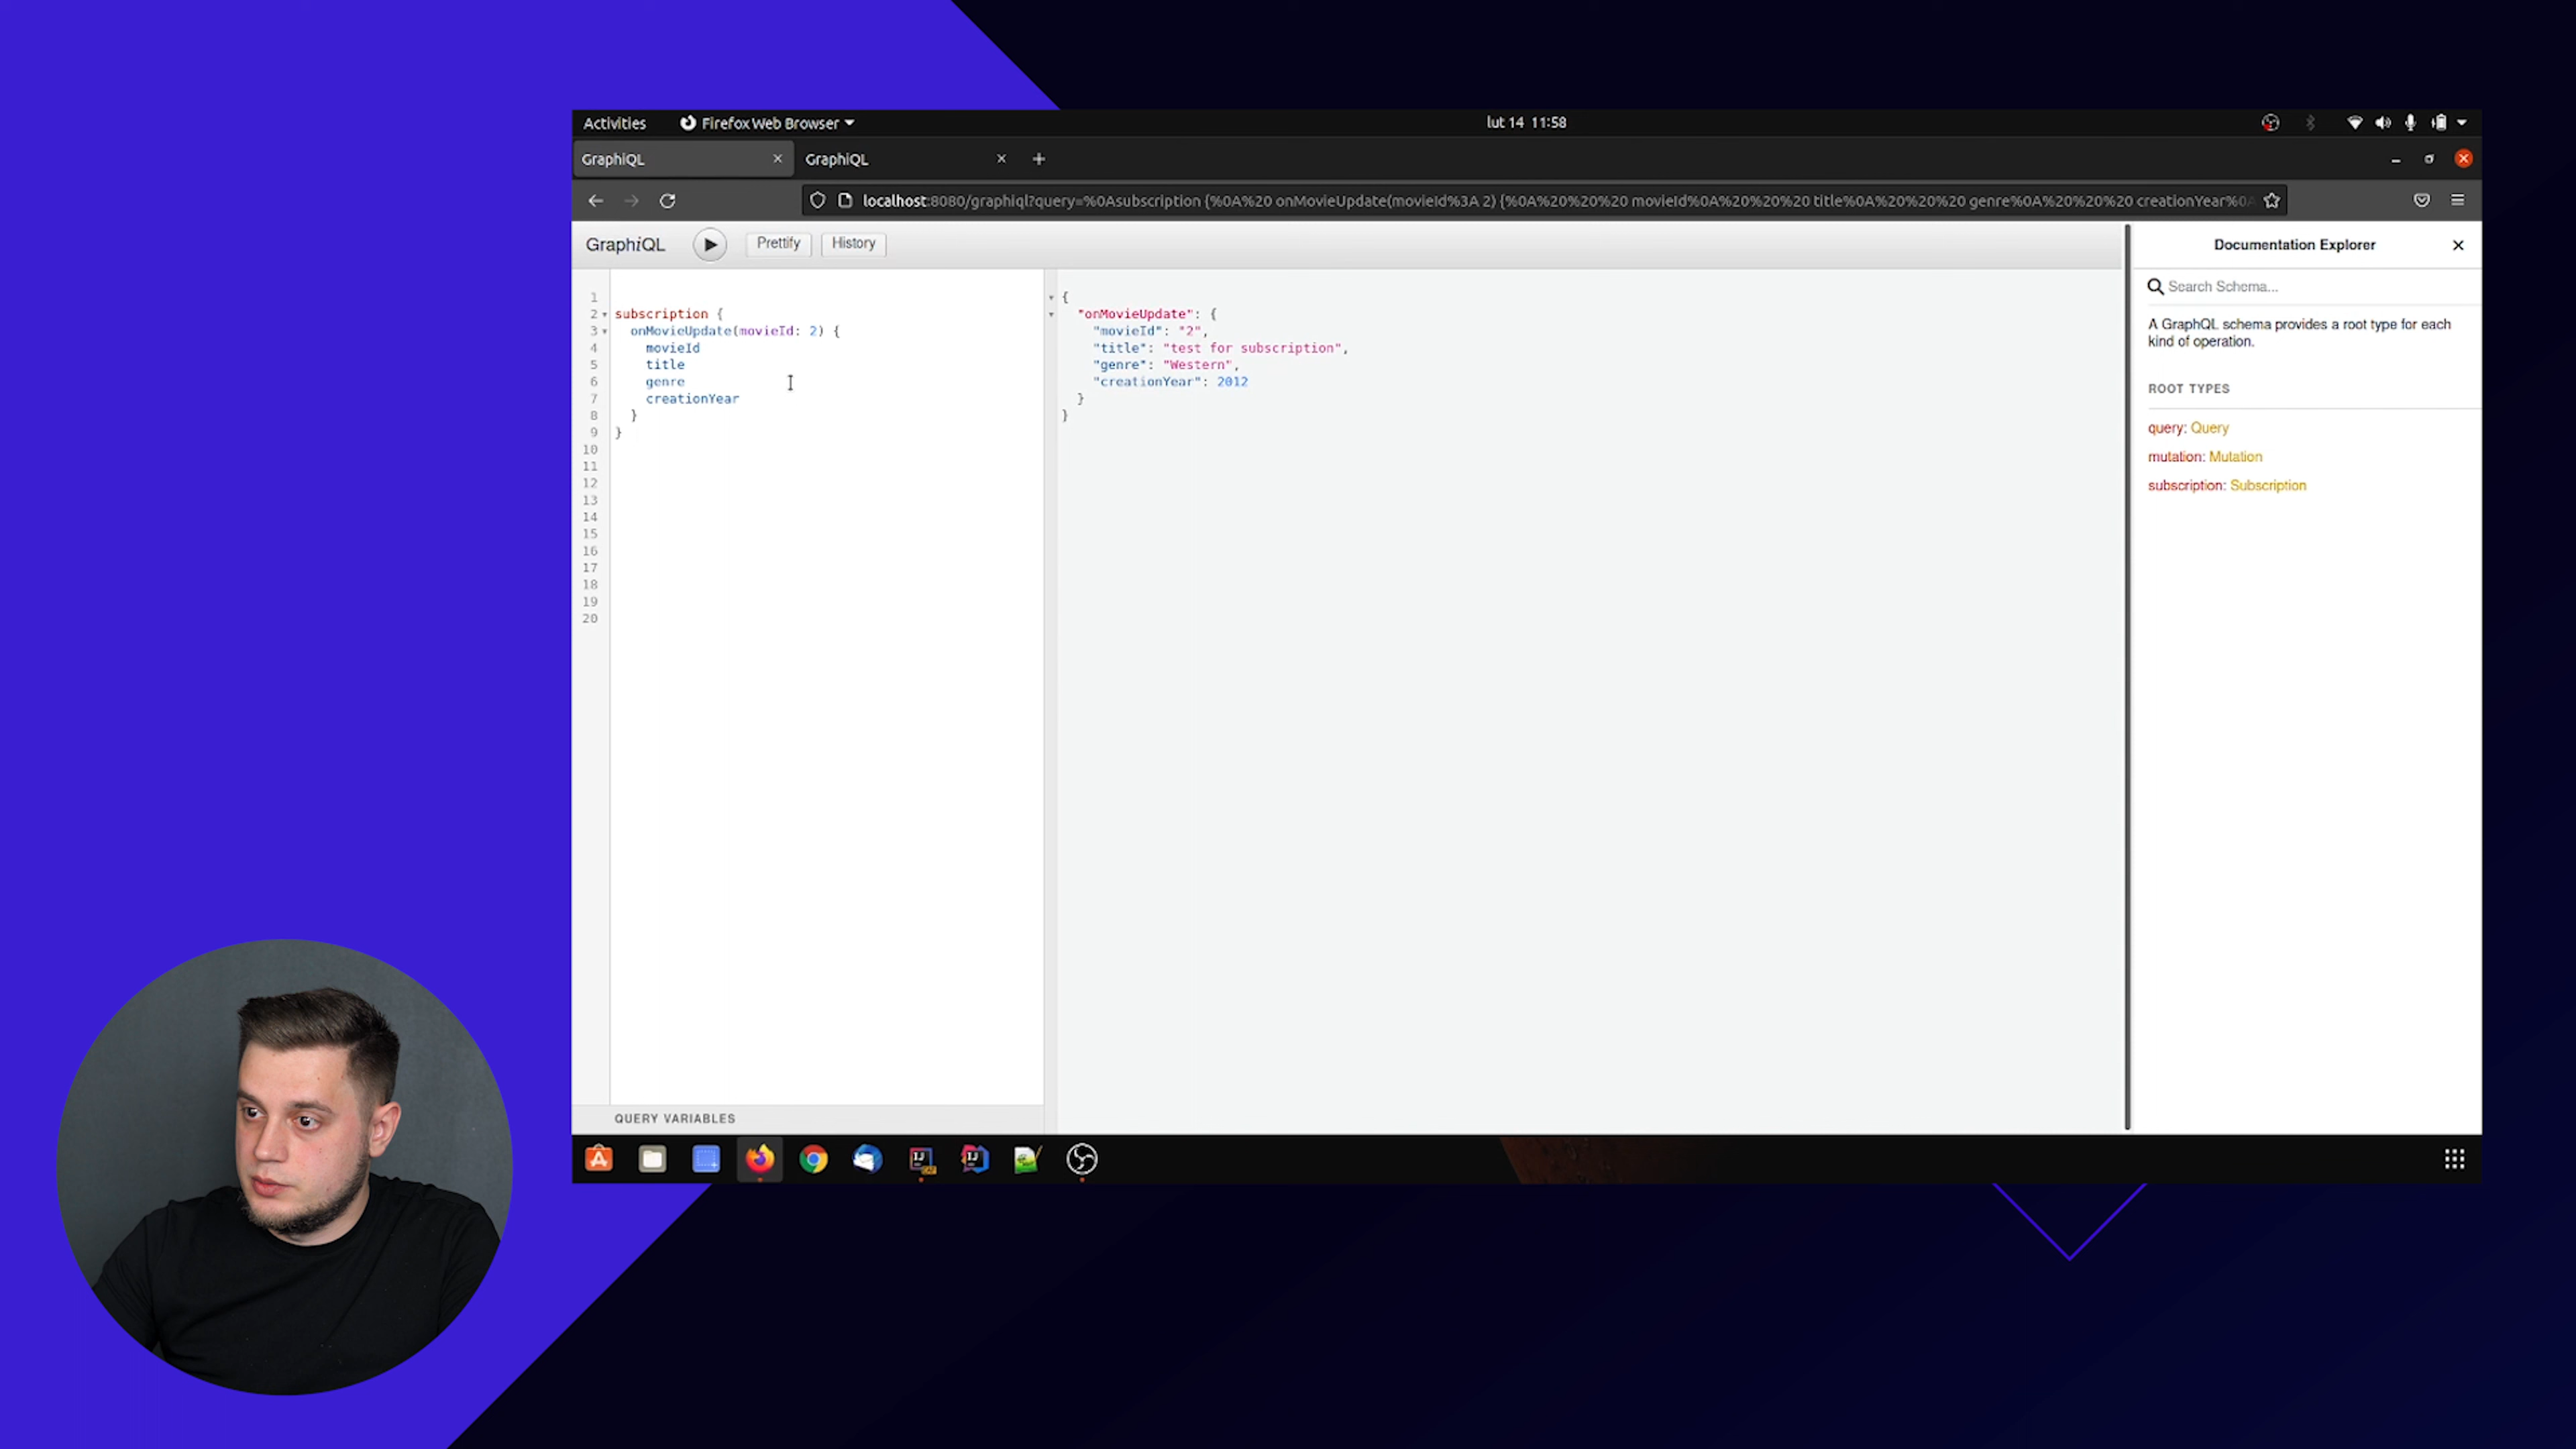 Activities Firefox Web Browser lut 14 11:58
GraphiQL GraphiQL
localhost:8080/graphiql?query=%0Asubscription {%0A%20 onMovieUpdate(movieId%3A 2) {%0A%20%20%20 movieId%0A%20%20%20 title%0A%20%20%20 genre%0A%20%20%20 creationYear%0A
GraphiQL Prettify History
1
2 subscription {
3 onMovieUpdate(movieId: 2) {
4 movieId
5 title
6 genre
7 creationYear
8 }
9 }
10
11
12
13
14
15
16
17
18
19
20
QUERY VARIABLES
{
"onMovieUpdate": {
"movieId": "2",
"title": "test for subscription",
"genre": "Western",
"creationYear": 2012
}
}
Documentation Explorer
Search Schema...
A GraphQL schema provides a root type for each
kind of operation.
ROOT TYPES
query: Query
mutation: Mutation
subscription: Subscription